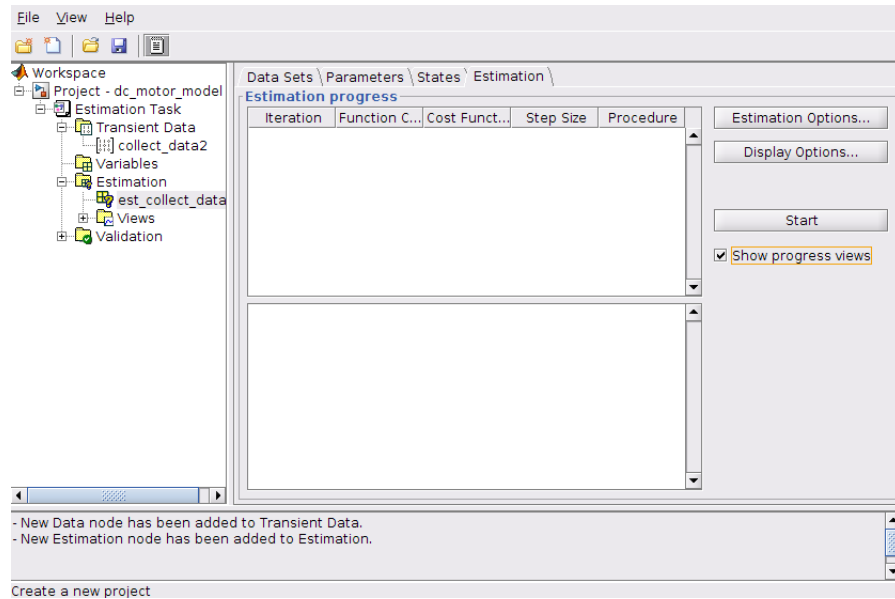 File View Help
Workspace
Project - dc_motor_model
Estimation Task
Transient Data
collect_data2
Variables
Estimation
est_collect_data
Views
Validation
Data Sets Parameters States Estimation
Estimation progress
Iteration Function C... Cost Funct... Step Size Procedure
Estimation Options...
Display Options...
Start
Show progress views
- New Data node has been added to Transient Data.
- New Estimation node has been added to Estimation.
Create a new project